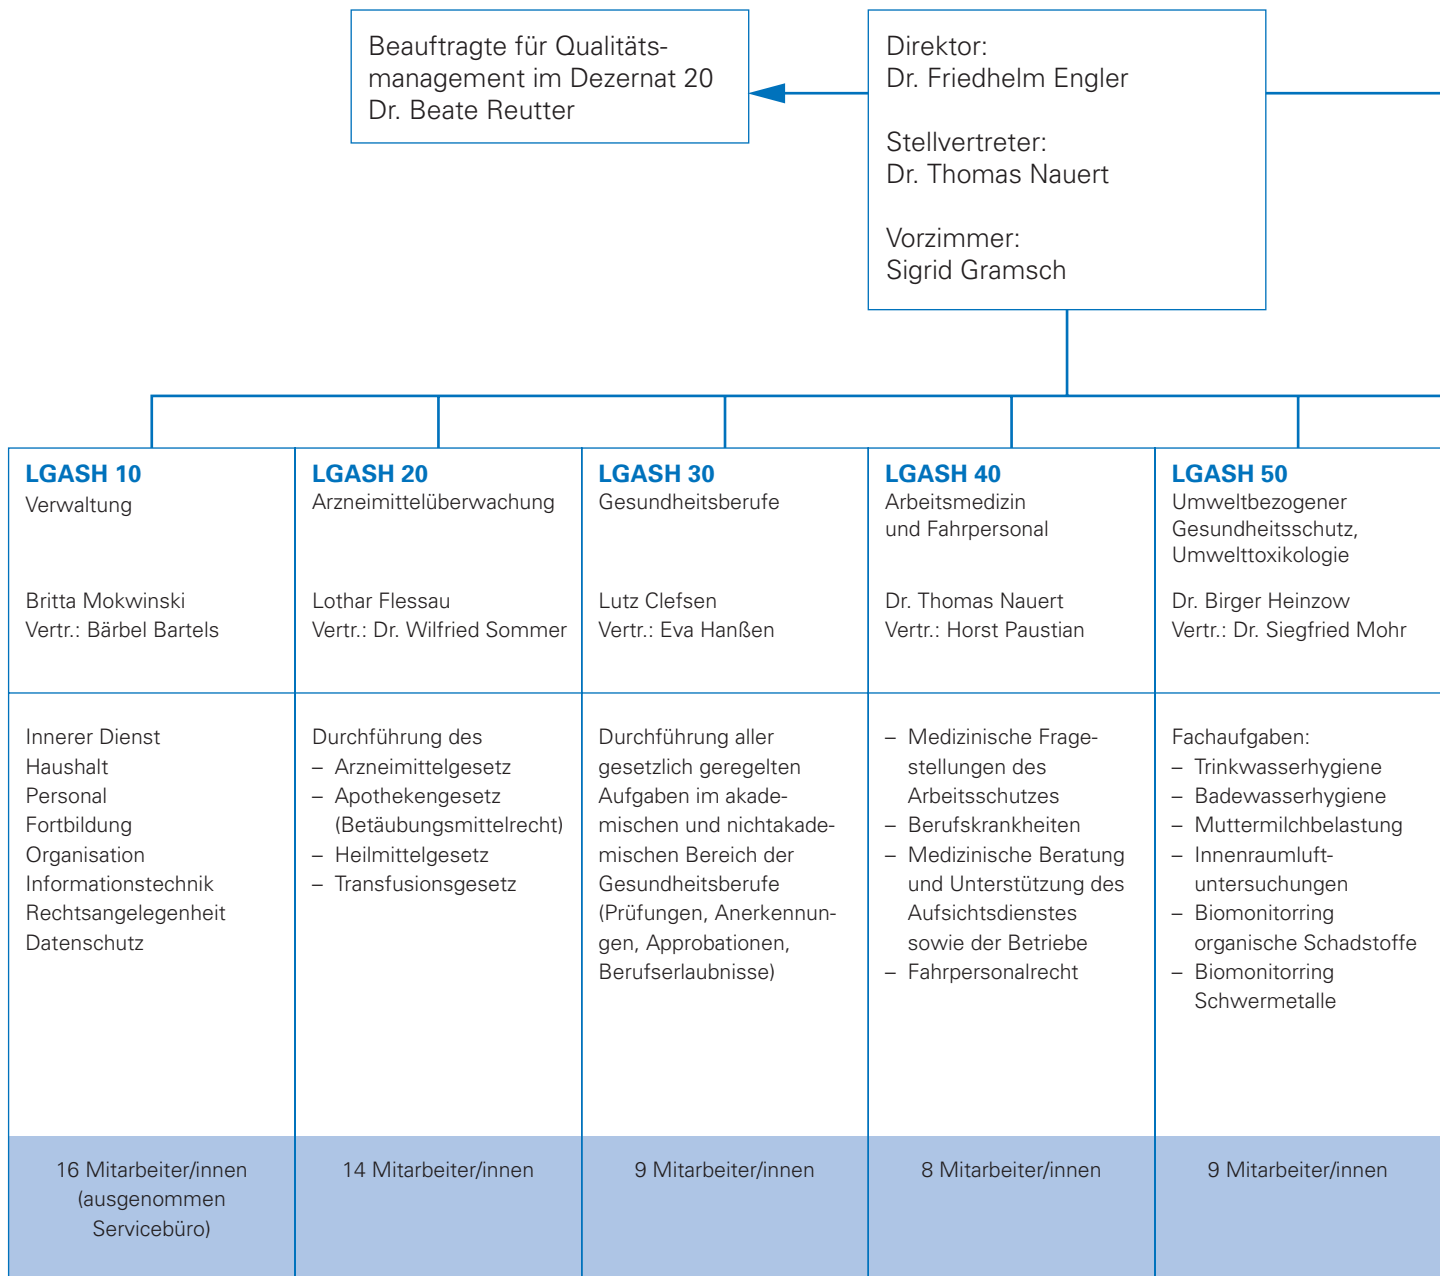 Beauftragte für Qualitäts-
management im Dezernat 20
Dr. Beate Reutter
Direktor:
Dr. Friedhelm Engler
Stellvertreter:
Dr. Thomas Nauert
Vorzimmer:
Sigrid Gramsch
LGASH 10
Verwaltung
Britta Mokwinski
Vertr.: Bärbel Bartels
Innerer Dienst
Haushalt
Personal
Fortbildung
Organisation
Informationstechnik
Rechtsangelegenheit
Datenschutz
16 Mitarbeiter/innen
(ausgenommen
Servicebüro)
LGASH 20
Arzneimittelüberwachung
Lothar Flessau
Vertr.: Dr. Wilfried Sommer
Durchführung des
– Arzneimittelgesetz
– Apothekengesetz
(Betäubungsmittelrecht)
– Heilmittelgesetz
– Transfusionsgesetz
14 Mitarbeiter/innen
LGASH 30
Gesundheitsberufe
Lutz Clefsen
Vertr.: Eva Hanßen
Durchführung aller
gesetzlich geregelten
Aufgaben im akade-
mischen und nichtakade-
mischen Bereich der
Gesundheitsberufe
(Prüfungen, Anerkennun-
gen, Approbationen,
Berufserlaubnisse)
9 Mitarbeiter/innen
LGASH 40
Arbeitsmedizin
und Fahrpersonal
Dr. Thomas Nauert
Vertr.: Horst Paustian
– Medizinische Frage-
stellungen des
Arbeitsschutzes
– Berufskrankheiten
– Medizinische Beratung
und Unterstützung des
Aufsichtsdienstes
sowie der Betriebe
– Fahrpersonalrecht
8 Mitarbeiter/innen
LGASH 50
Umweltbezogener
Gesundheitsschutz,
Umwelttoxikologie
Dr. Birger Heinzow
Vertr.: Dr. Siegfried Mohr
Fachaufgaben:
– Trinkwasserhygiene
– Badewasserhygiene
– Muttermilchbelastung
– Innenraumluft-
untersuchungen
– Biomonitorring
organische Schadstoffe
– Biomonitorring
Schwermetalle
9 Mitarbeiter/innen